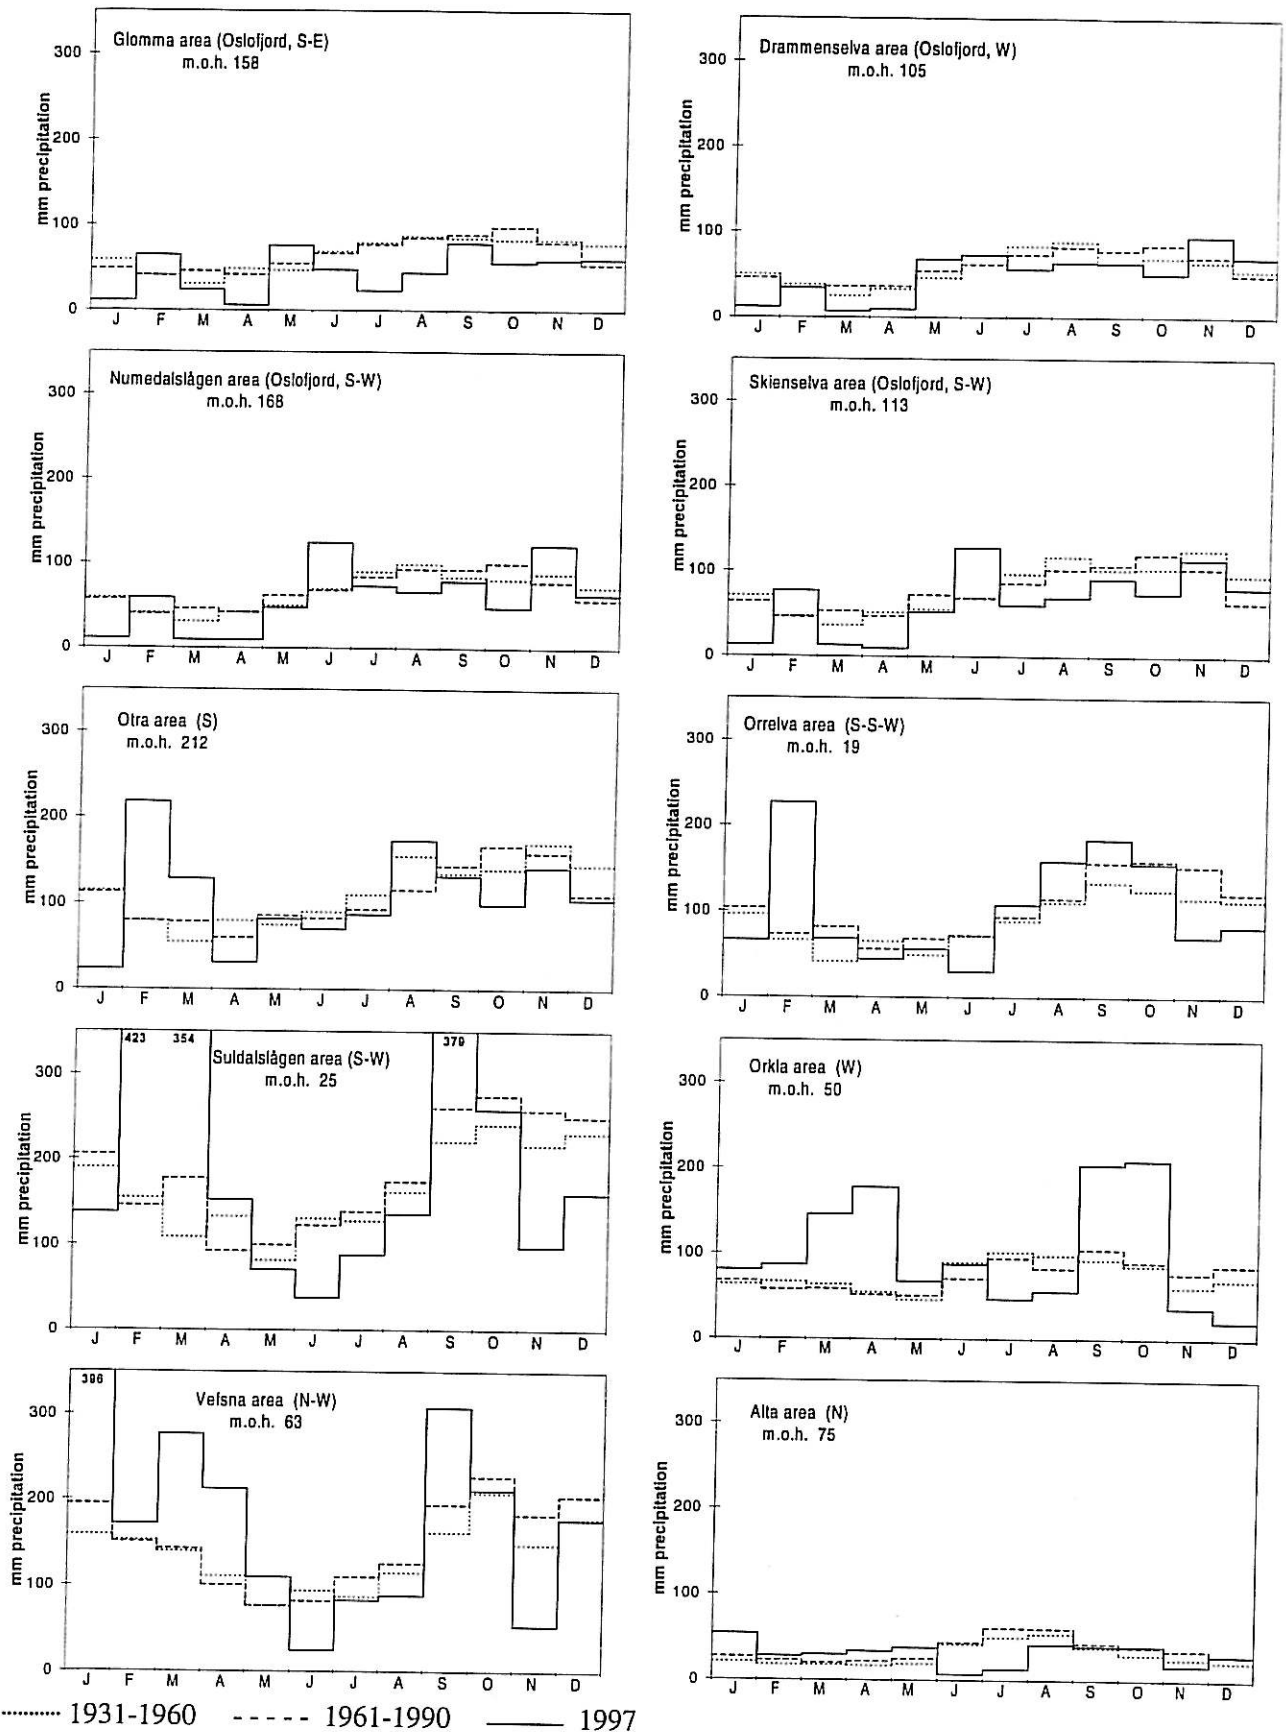 Glomma area (Oslofjord, S-E)
m.o.h. 158
mm precipitation
300
200
100
0
J F M A M J J A S O N D
Drammenselva area (Oslofjord, W)
m.o.h. 105
mm precipitation
300
200
100
0
J F M A M J J A S O N D
Numedalslågen area (Oslofjord, S-W)
m.o.h. 168
mm precipitation
300
200
100
0
J F M A M J J A S O N D
Skienselva area (Oslofjord, S-W)
m.o.h. 113
mm precipitation
300
200
100
0
J F M A M J J A S O N D
Otra area (S)
m.o.h. 212
mm precipitation
300
200
100
0
J F M A M J J A S O N D
Orrelva area (S-S-W)
m.o.h. 19
mm precipitation
300
200
100
0
J F M A M J J A S O N D
423 354 379
Suldalslågen area (S-W)
m.o.h. 25
mm precipitation
300
200
100
0
J F M A M J J A S O N D
Orkla area (W)
m.o.h. 50
mm precipitation
300
200
100
0
J F M A M J J A S O N D
396
Vefsna area (N-W)
m.o.h. 63
mm precipitation
300
200
100
0
J F M A M J J A S O N D
Alta area (N)
m.o.h. 75
mm precipitation
300
200
100
0
J F M A M J J A S O N D
1931-1960 1961-1990 1997